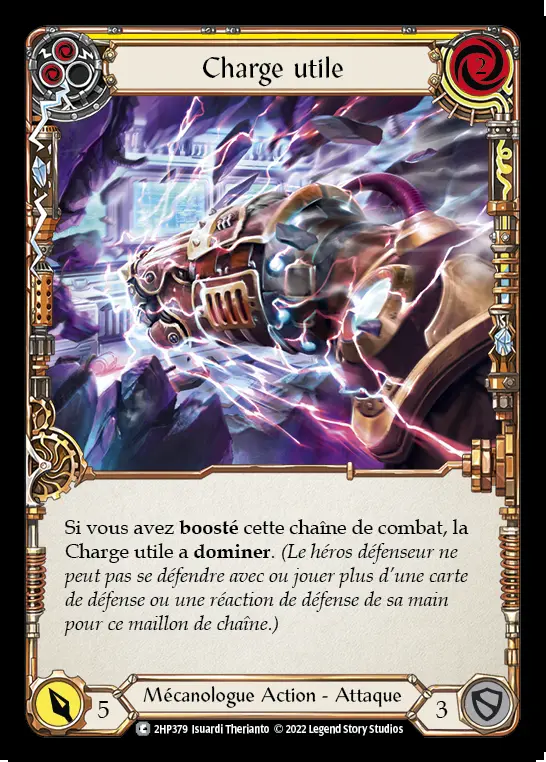 Charge utile
2
Si vous avez boosté cette chaîne de combat, la
Charge utile a dominer. (Le héros défenseur ne
peut pas se défendre avec ou jouer plus d'une carte
de défense ou une réaction de défense de sa main
pour ce maillon de chaîne.)
5
Mécanologue Action - Attaque
3
C 2HP379 Isuardi Therianto © 2022 Legend Story Studios